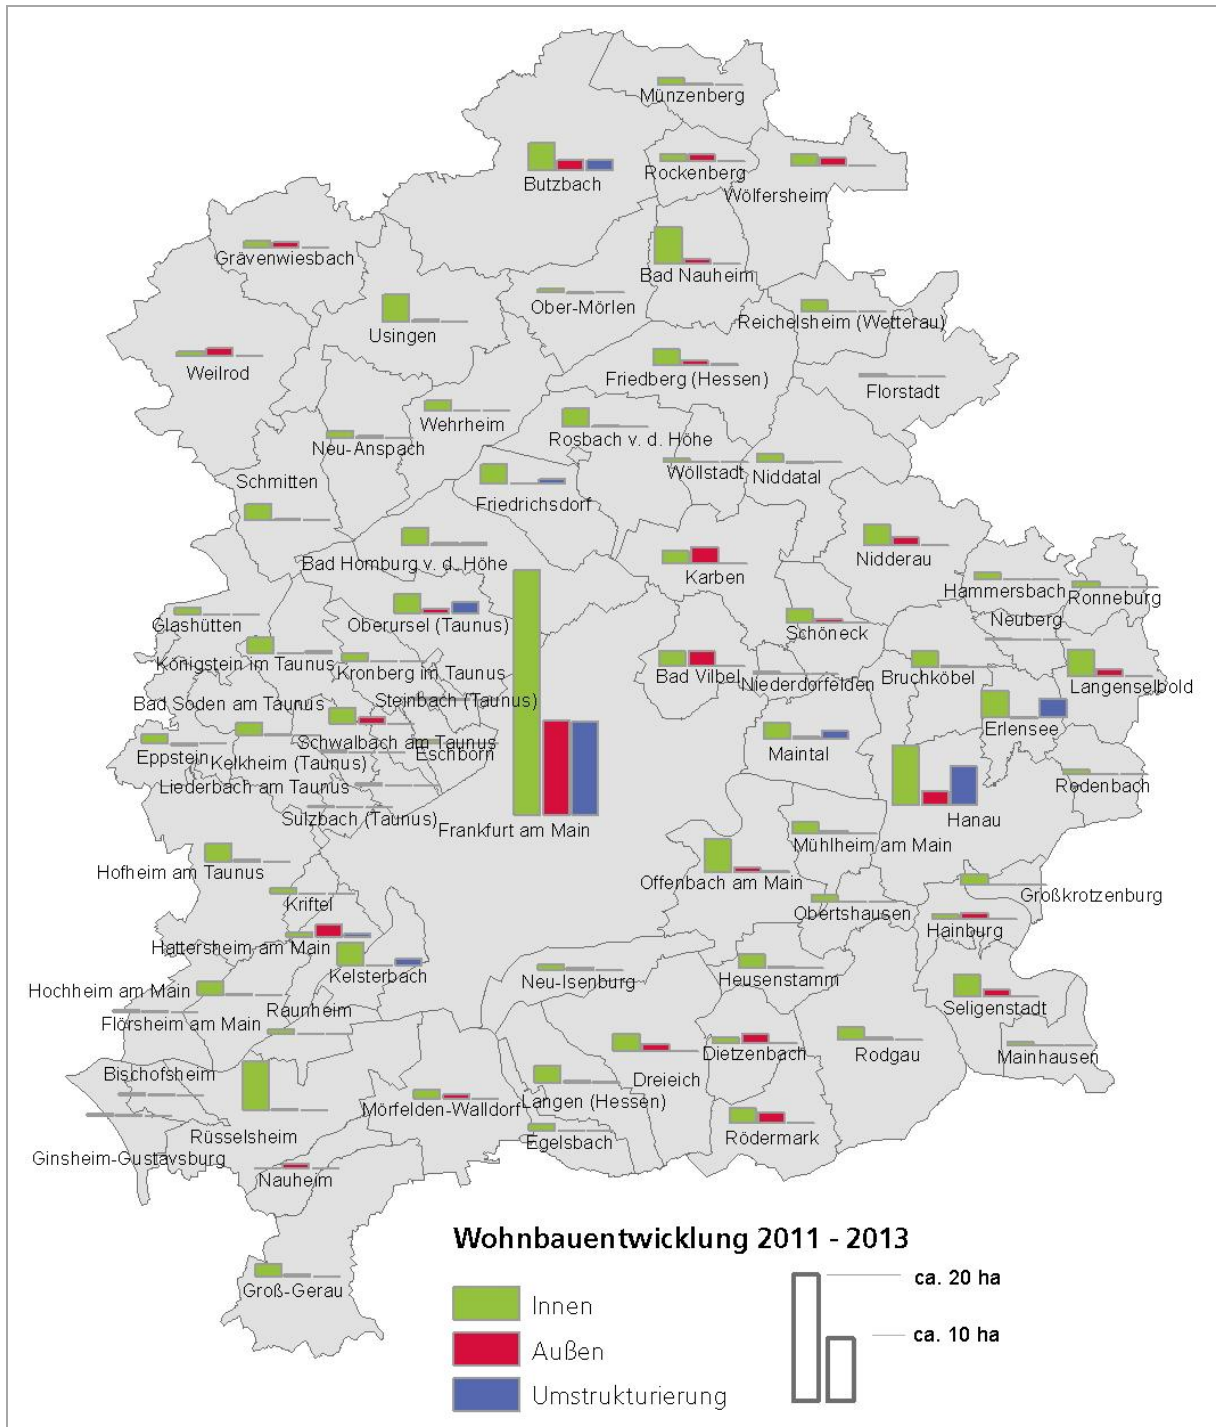 Münzenberg
Butzbach
Rockenberg
Wölfersheim
Grävenwiesbach
Bad Nauheim
Ober-Mörlen
Reichelsheim (Wetterau)
Usingen
Weilrod
Friedberg (Hessen)
Florstadt
Wehrheim
Rosbach v. d. Höhe
Neu-Anspach
Wöllstadt
Niddatal
Schmitten
Friedrichsdorf
Bad Homburg v. d. Höhe
Karben
Nidderau
Hammersbach
Ronneburg
Glashütten
Oberursel (Taunus)
Schöneck
Neuberg
Königstein im Taunus
Kronberg im Taunus
Bad Vilbel
Niederdorfelden
Bruchköbel
Langenselbold
Bad Soden am Taunus
Steinbach (Taunus)
Erlensee
Schwalbach am Taunus
Eschborn
Eppstein
Kelkheim (Taunus)
Maintal
Liederbach am Taunus
Rodenbach
Sulzbach (Taunus)
Frankfurt am Main
Hanau
Mühlheim am Main
Hofheim am Taunus
Offenbach am Main
Großkrotzenburg
Kriftel
Obertshausen
Hainburg
Hattersheim am Main
Kelsterbach
Neu-Isenburg
Heusenstamm
Hochheim am Main
Raunheim
Seligenstadt
Flörsheim am Main
Dietzenbach
Rodgau
Mainhausen
Bischofsheim
Dreieich
Mörfelden-Walldorf
Langen (Hessen)
Rüsselsheim
Egelsbach
Rödermark
Ginsheim-Gustavsburg
Nauheim
Groß-Gerau
Wohnbauentwicklung 2011 - 2013
ca. 20 ha
Innen
ca. 10 ha
Außen
Umstrukturierung